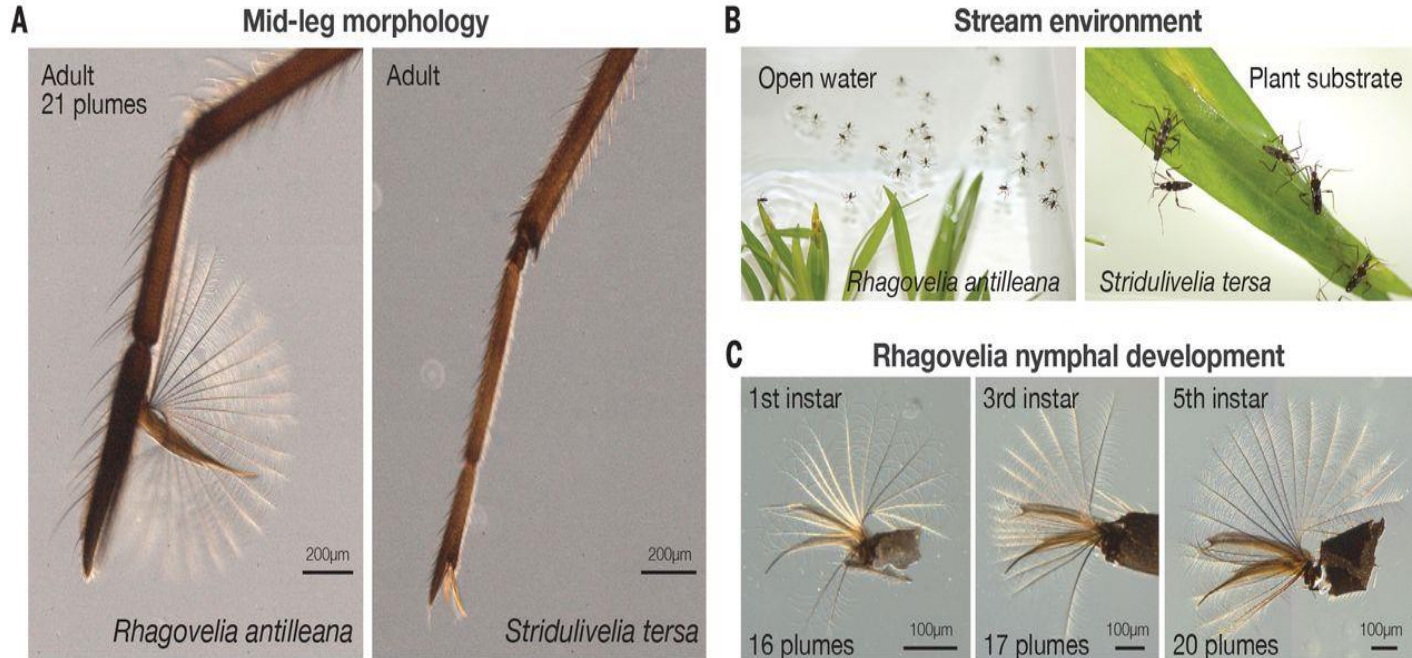 A
Mid-leg morphology
Adult
21 plumes
200µm
Rhagovelia antilleana
Adult
200µm
Stridulivelia tersa
B
Stream environment
Open water
Rhagovelia antilleana
Plant substrate
Stridulivelia tersa
C
Rhagovelia nymphal development
1st instar
100µm
16 plumes
3rd instar
17 plumes
100µm
5th instar
20 plumes
100µm